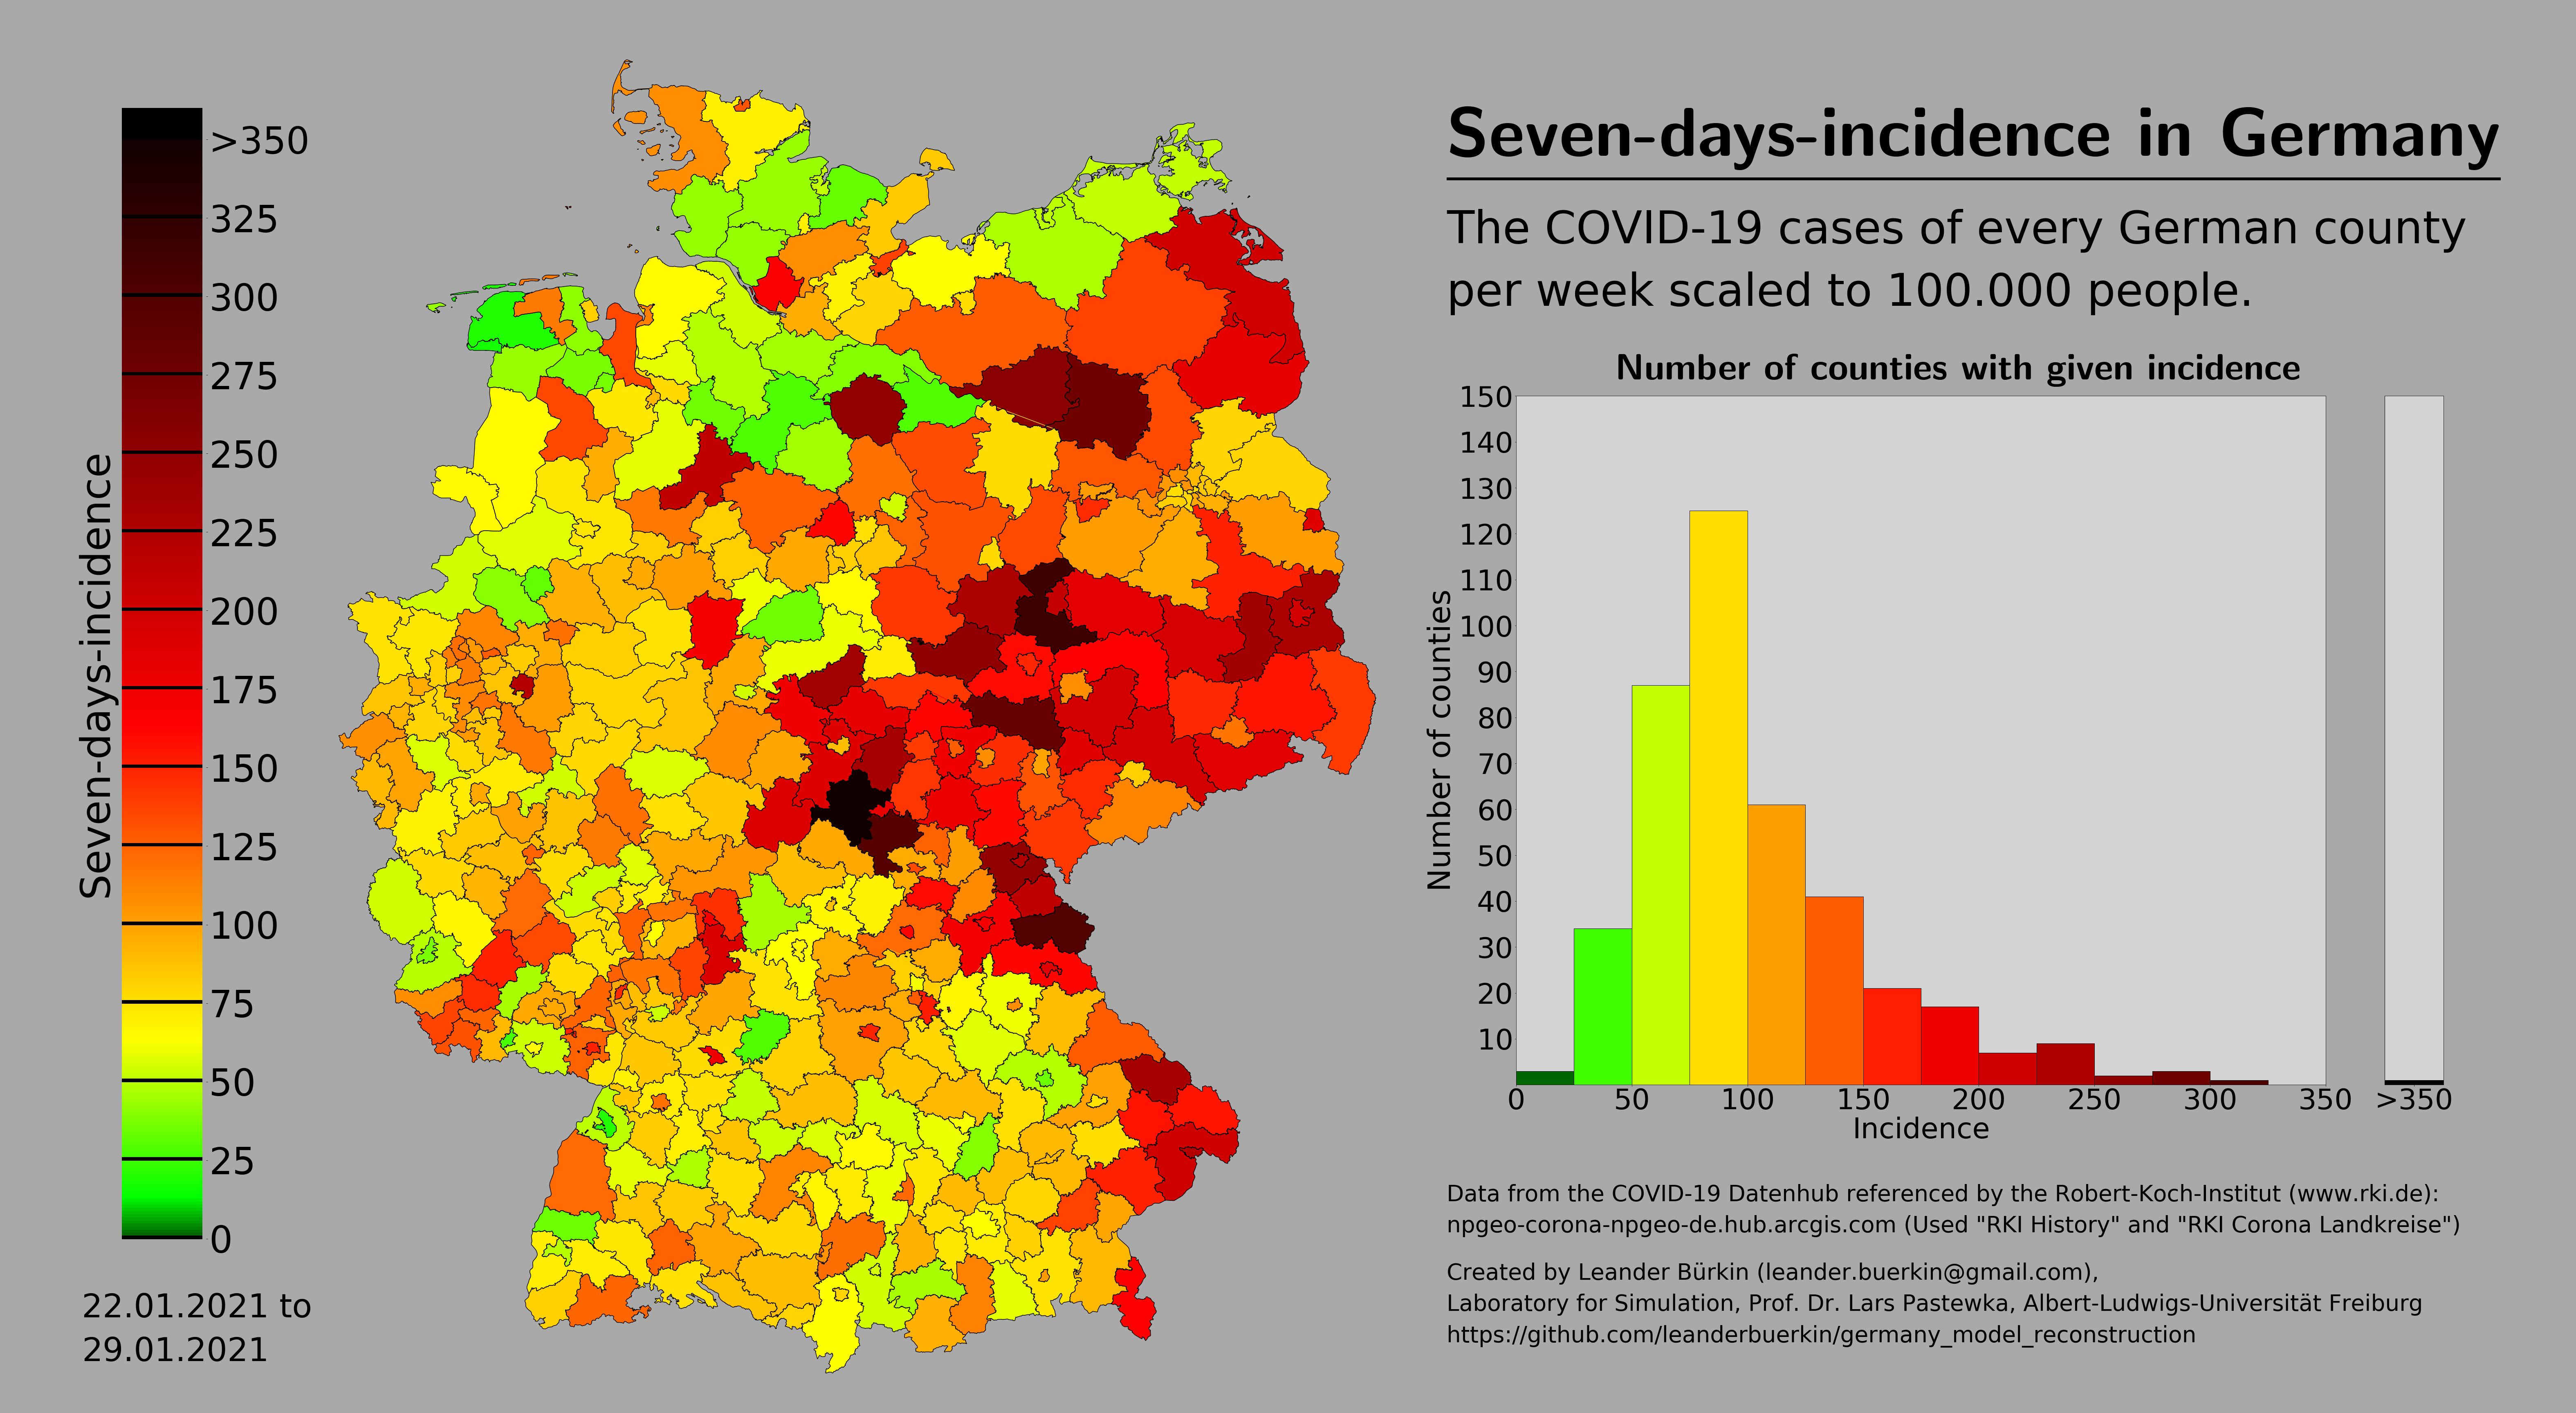 Seven-days-incidence in Germany
The COVID-19 cases of every German county
per week scaled to 100.000 people.
Seven-days-incidence
>350
325
300
275
250
225
200
175
150
125
100
75
50
25
0
22.01.2021 to
29.01.2021
Number of counties with given incidence
Number of counties
150
140
130
120
110
100
90
80
70
60
50
40
30
20
10
0 50 100 150 200 250 300 350 >350
Incidence
Data from the COVID-19 Datenhub referenced by the Robert-Koch-Institut (www.rki.de):
npgeo-corona-npgeo-de.hub.arcgis.com (Used "RKI History" and "RKI Corona Landkreise")
Created by Leander Bürkin (leander.buerkin@gmail.com),
Laboratory for Simulation, Prof. Dr. Lars Pastewka, Albert-Ludwigs-Universität Freiburg
https://github.com/leanderbuerkin/germany_model_reconstruction